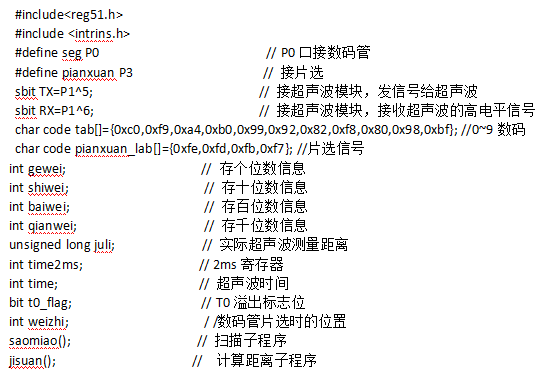 #include<reg51.h>
#include <intrins.h>
#define seg P0 // P0 口接数码管
#define pianxuan P3 // 接片选
sbit TX=P1^5; // 接超声波模块，发信号给超声波
sbit RX=P1^6; // 接超声波模块，接收超声波的高电平信号
char code tab[]={0xc0,0xf9,0xa4,0xb0,0x99,0x92,0x82,0xf8,0x80,0x98,0xbf}; //0~9 数码
char code pianxuan_lab[]={0xfe,0xfd,0xfb,0xf7}; //片选信号
int gewei; // 存个位数信息
int shiwei; // 存十位数信息
int baiwei; // 存百位数信息
int qianwei; // 存千位数信息
unsigned long juli; // 实际超声波测量距离
int time2ms; // 2ms 寄存器
int time; // 超声波时间
bit t0_flag; // T0 溢出标志位
int weizhi; / /数码管片选时的位置
saomiao(); // 扫描子程序
jisuan(); // 计算距离子程序